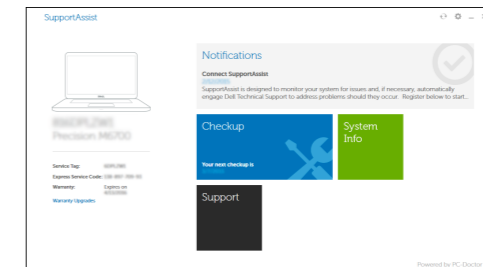 SupportAssist
Notifications
Connect SupportAssist
SupportAssist is designed to monitor your system for issues and, if necessary, automatically
engage Dell Technical Support to address problems should they occur. Register below to start...
Precision M6700
Service Tag:
Express Service Code:
Warranty: Expires on
Warranty Upgrades
Checkup
Your next checkup is
System
Info
Support
Powered by PC-Doctor